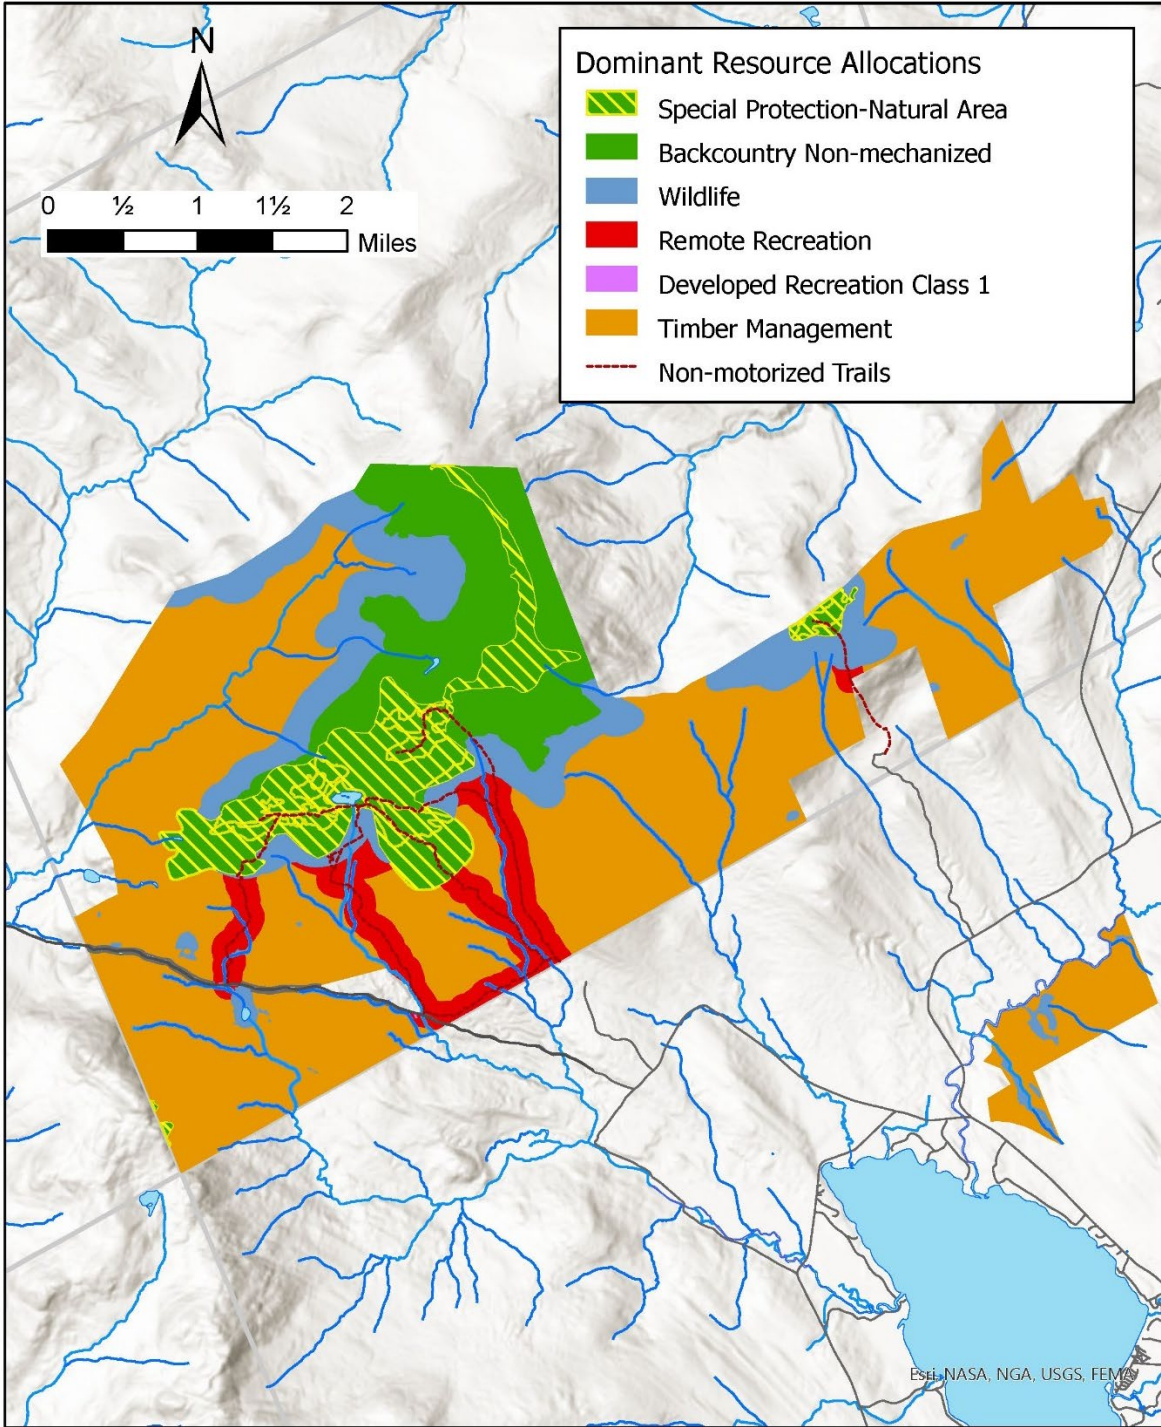 N
0 ½ 1 1½ 2
Miles
Dominant Resource Allocations
Special Protection-Natural Area
Backcountry Non-mechanized
Wildlife
Remote Recreation
Developed Recreation Class 1
Timber Management
Non-motorized Trails
Esri, NASA, NGA, USGS, FEMA